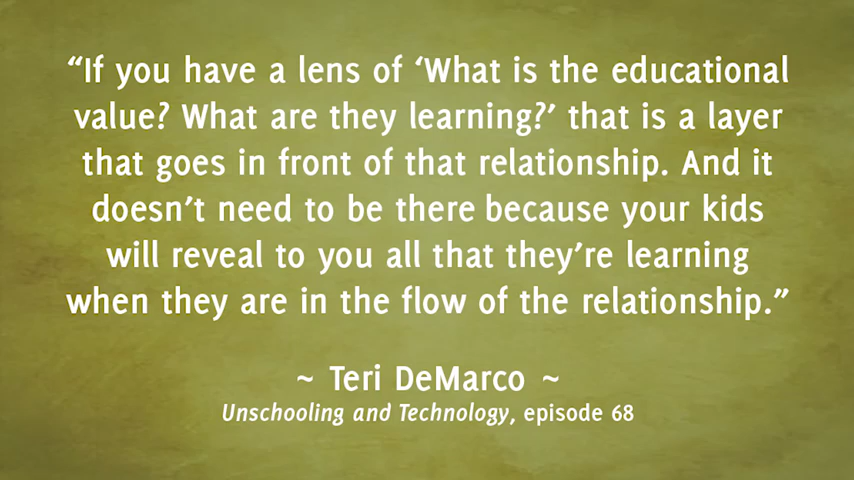 “If you have a lens of ‘What is the educational
value? What are they learning?’ that is a layer
that goes in front of that relationship. And it
doesn’t need to be there because your kids
will reveal to you all that they’re learning
when they are in the flow of the relationship.”
~ Teri DeMarco ~
Unschooling and Technology, episode 68